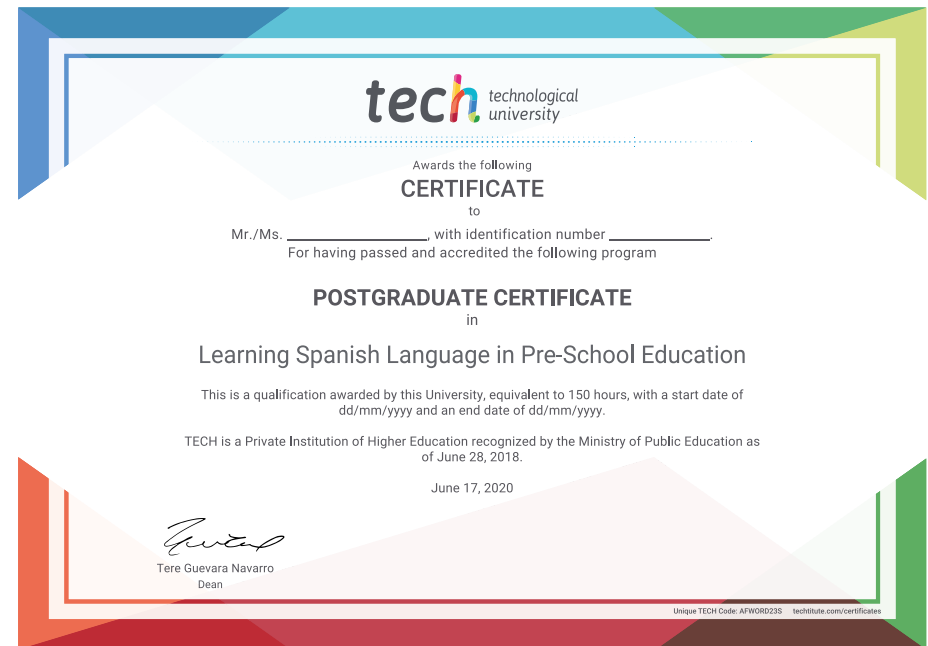 tech technological
university
Awards the following
CERTIFICATE
to
Mr./Ms. ____________________, with identification number ______________.
For having passed and accredited the following program
POSTGRADUATE CERTIFICATE
in
Learning Spanish Language in Pre-School Education
This is a qualification awarded by this University, equivalent to 150 hours, with a start date of
dd/mm/yyyy and an end date of dd/mm/yyyy.
TECH is a Private Institution of Higher Education recognized by the Ministry of Public Education as
of June 28, 2018.
June 17, 2020
Tere Guevara Navarro
Dean
Unique TECH Code: AFWORD23S techtitute.com/certificates